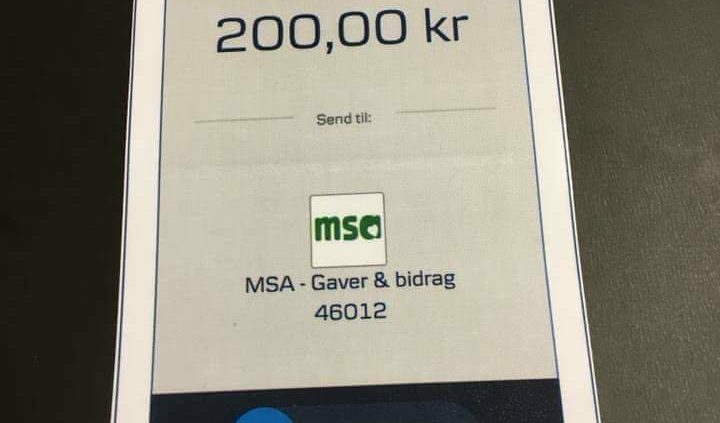 200,00 kr
Send til:
msa
MSA - Gaver & bidrag
46012